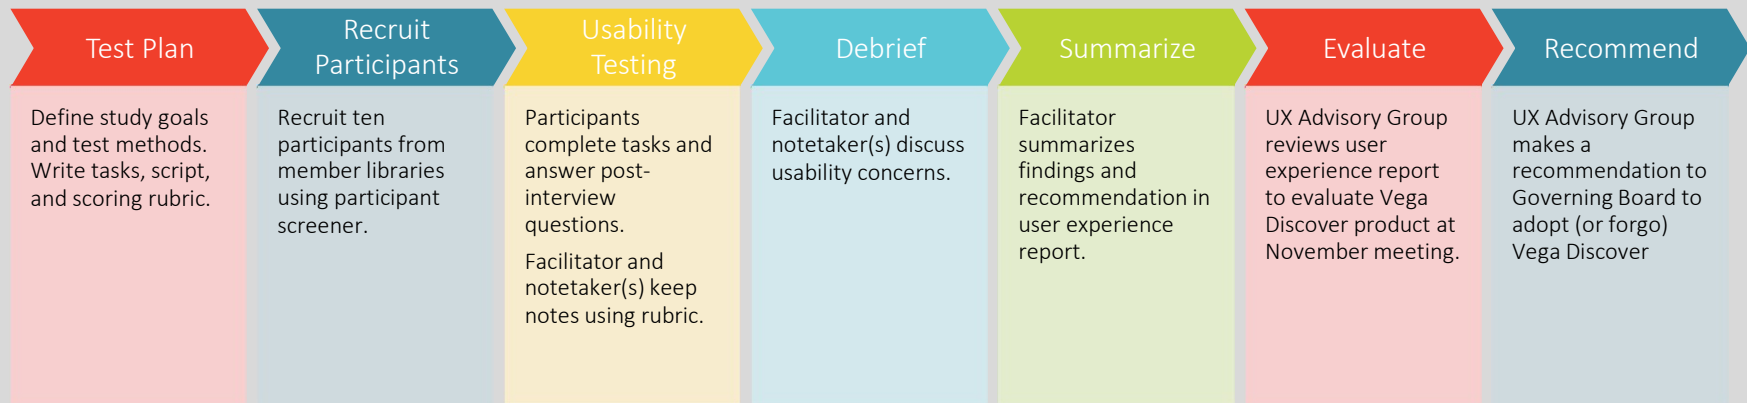 Test Plan
Define study goals
and test methods.
Write tasks, script,
and scoring rubric.
Recruit
Participants
Recruit ten
participants from
member libraries
using participant
screener.
Usability
Testing
Participants
complete tasks and
answer post-
interview
questions.
Facilitator and
notetaker(s) keep
notes using rubric.
Debrief
Facilitator and
notetaker(s) discuss
usability concerns.
Summarize
Facilitator
summarizes
findings and
recommendation in
user experience
report.
Evaluate
UX Advisory Group
reviews user
experience report
to evaluate Vega
Discover product at
November meeting.
Recommend
UX Advisory Group
makes a
recommendation to
Governing Board to
adopt (or forgo)
Vega Discover